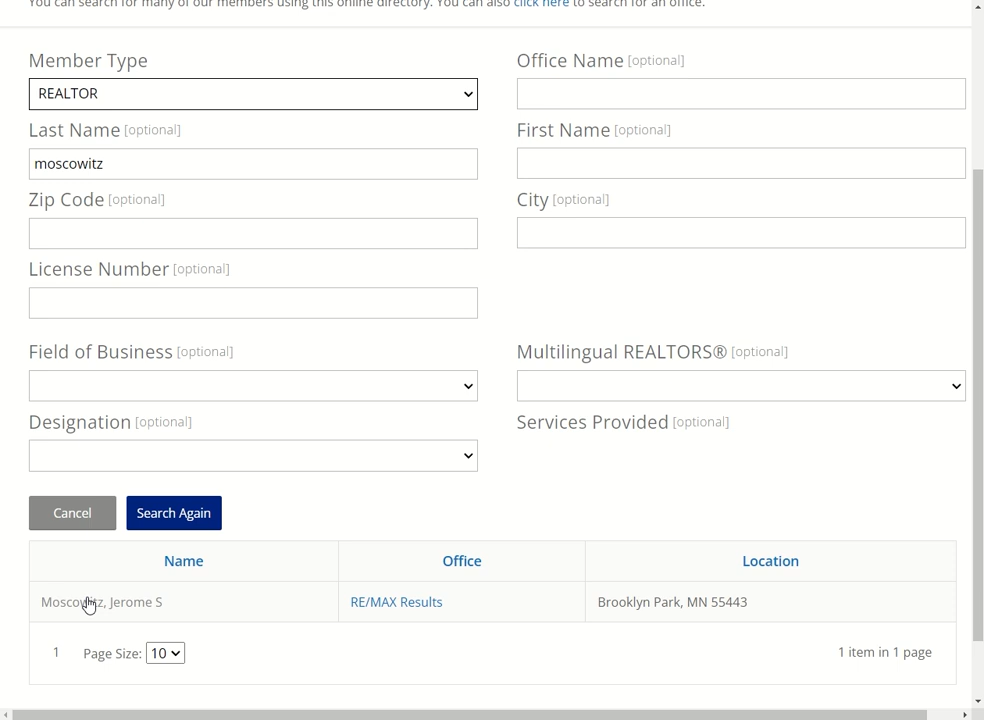 You can search for many of our members using this online directory. You can also click here to search for an office.
Member Type
Office Name [optional]
REALTOR
Last Name [optional]
First Name [optional]
moscowitz
Zip Code [optional]
City [optional]
License Number [optional]
Field of Business [optional]
Multilingual REALTORS® [optional]
Designation [optional]
Services Provided [optional]
Cancel
Search Again
Name
Office
Location
Moscowitz, Jerome S
RE/MAX Results
Brooklyn Park, MN 55443
1
Page Size: 10
1 item in 1 page